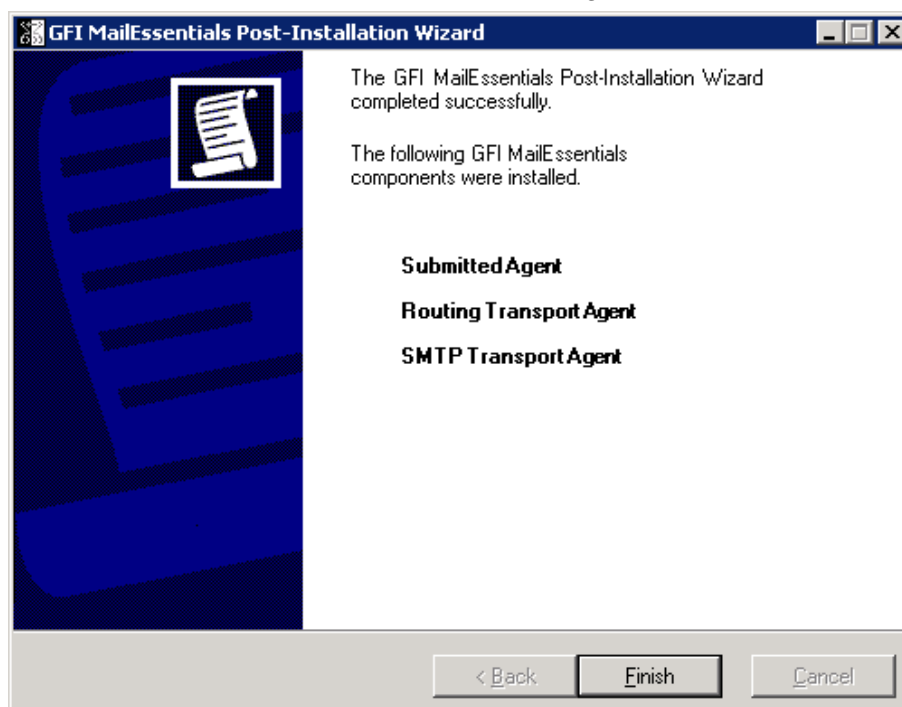 GFI MailEssentials Post-Installation Wizard
The GFI MailEssentials Post-Installation Wizard
completed successfully.
The following GFI MailEssentials
components were installed.
Submitted Agent
Routing Transport Agent
SMTP Transport Agent
< Back
Finish
Cancel